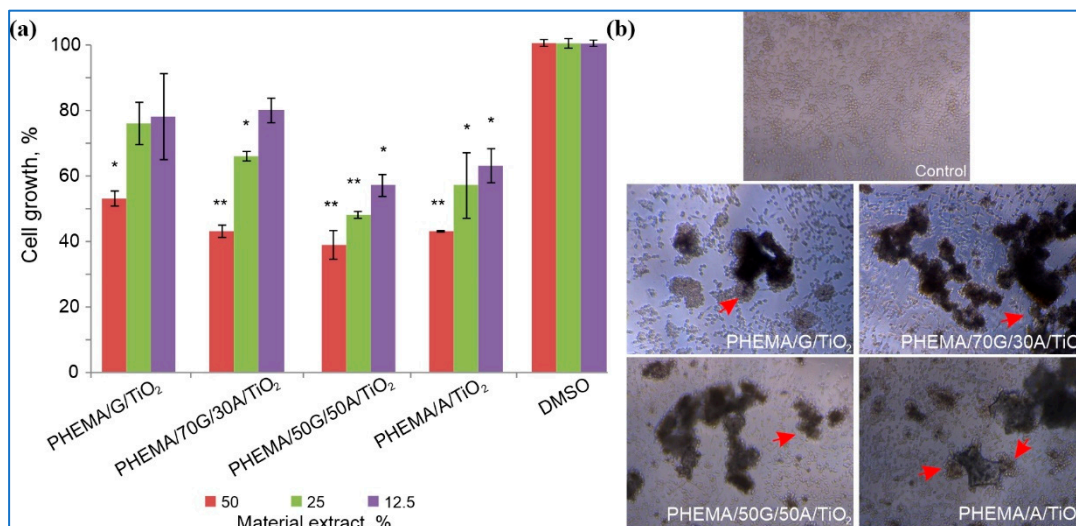 (a)
100
80
60
40
20
0
Cell growth, %
*
**
*
**
**
*
**
*
*
PHEMA/G/TiO₂
PHEMA/70G/30A/TiO₂
PHEMA/50G/50A/TiO₂
PHEMA/A/TiO₂
DMSO
50 25 12.5
Material extract, %
(b)
Control
PHEMA/G/TiO₂
PHEMA/70G/30A/TiO
PHEMA/50G/50A/TiO₂
PHEMA/A/TiO